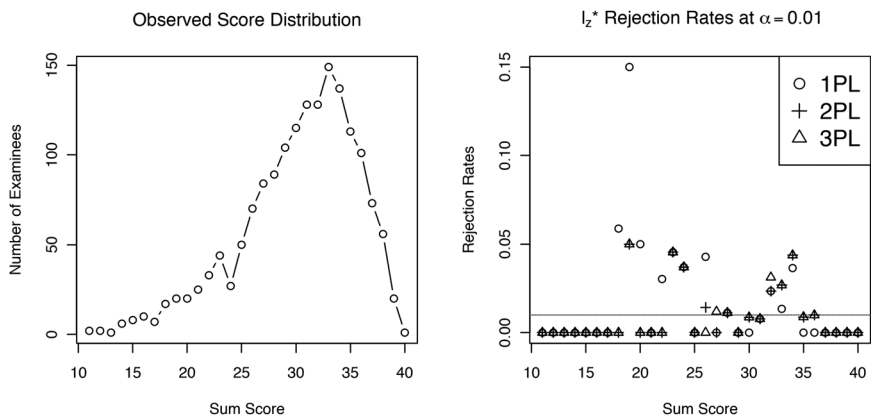 Observed Score Distribution
Number of Examinees
150
100
50
0
10 15 20 25 30 35 40
Sum Score
l_z* Rejection Rates at α = 0.01
Rejection Rates
0.15
0.10
0.05
0.00
1PL
2PL
3PL
10 15 20 25 30 35 40
Sum Score